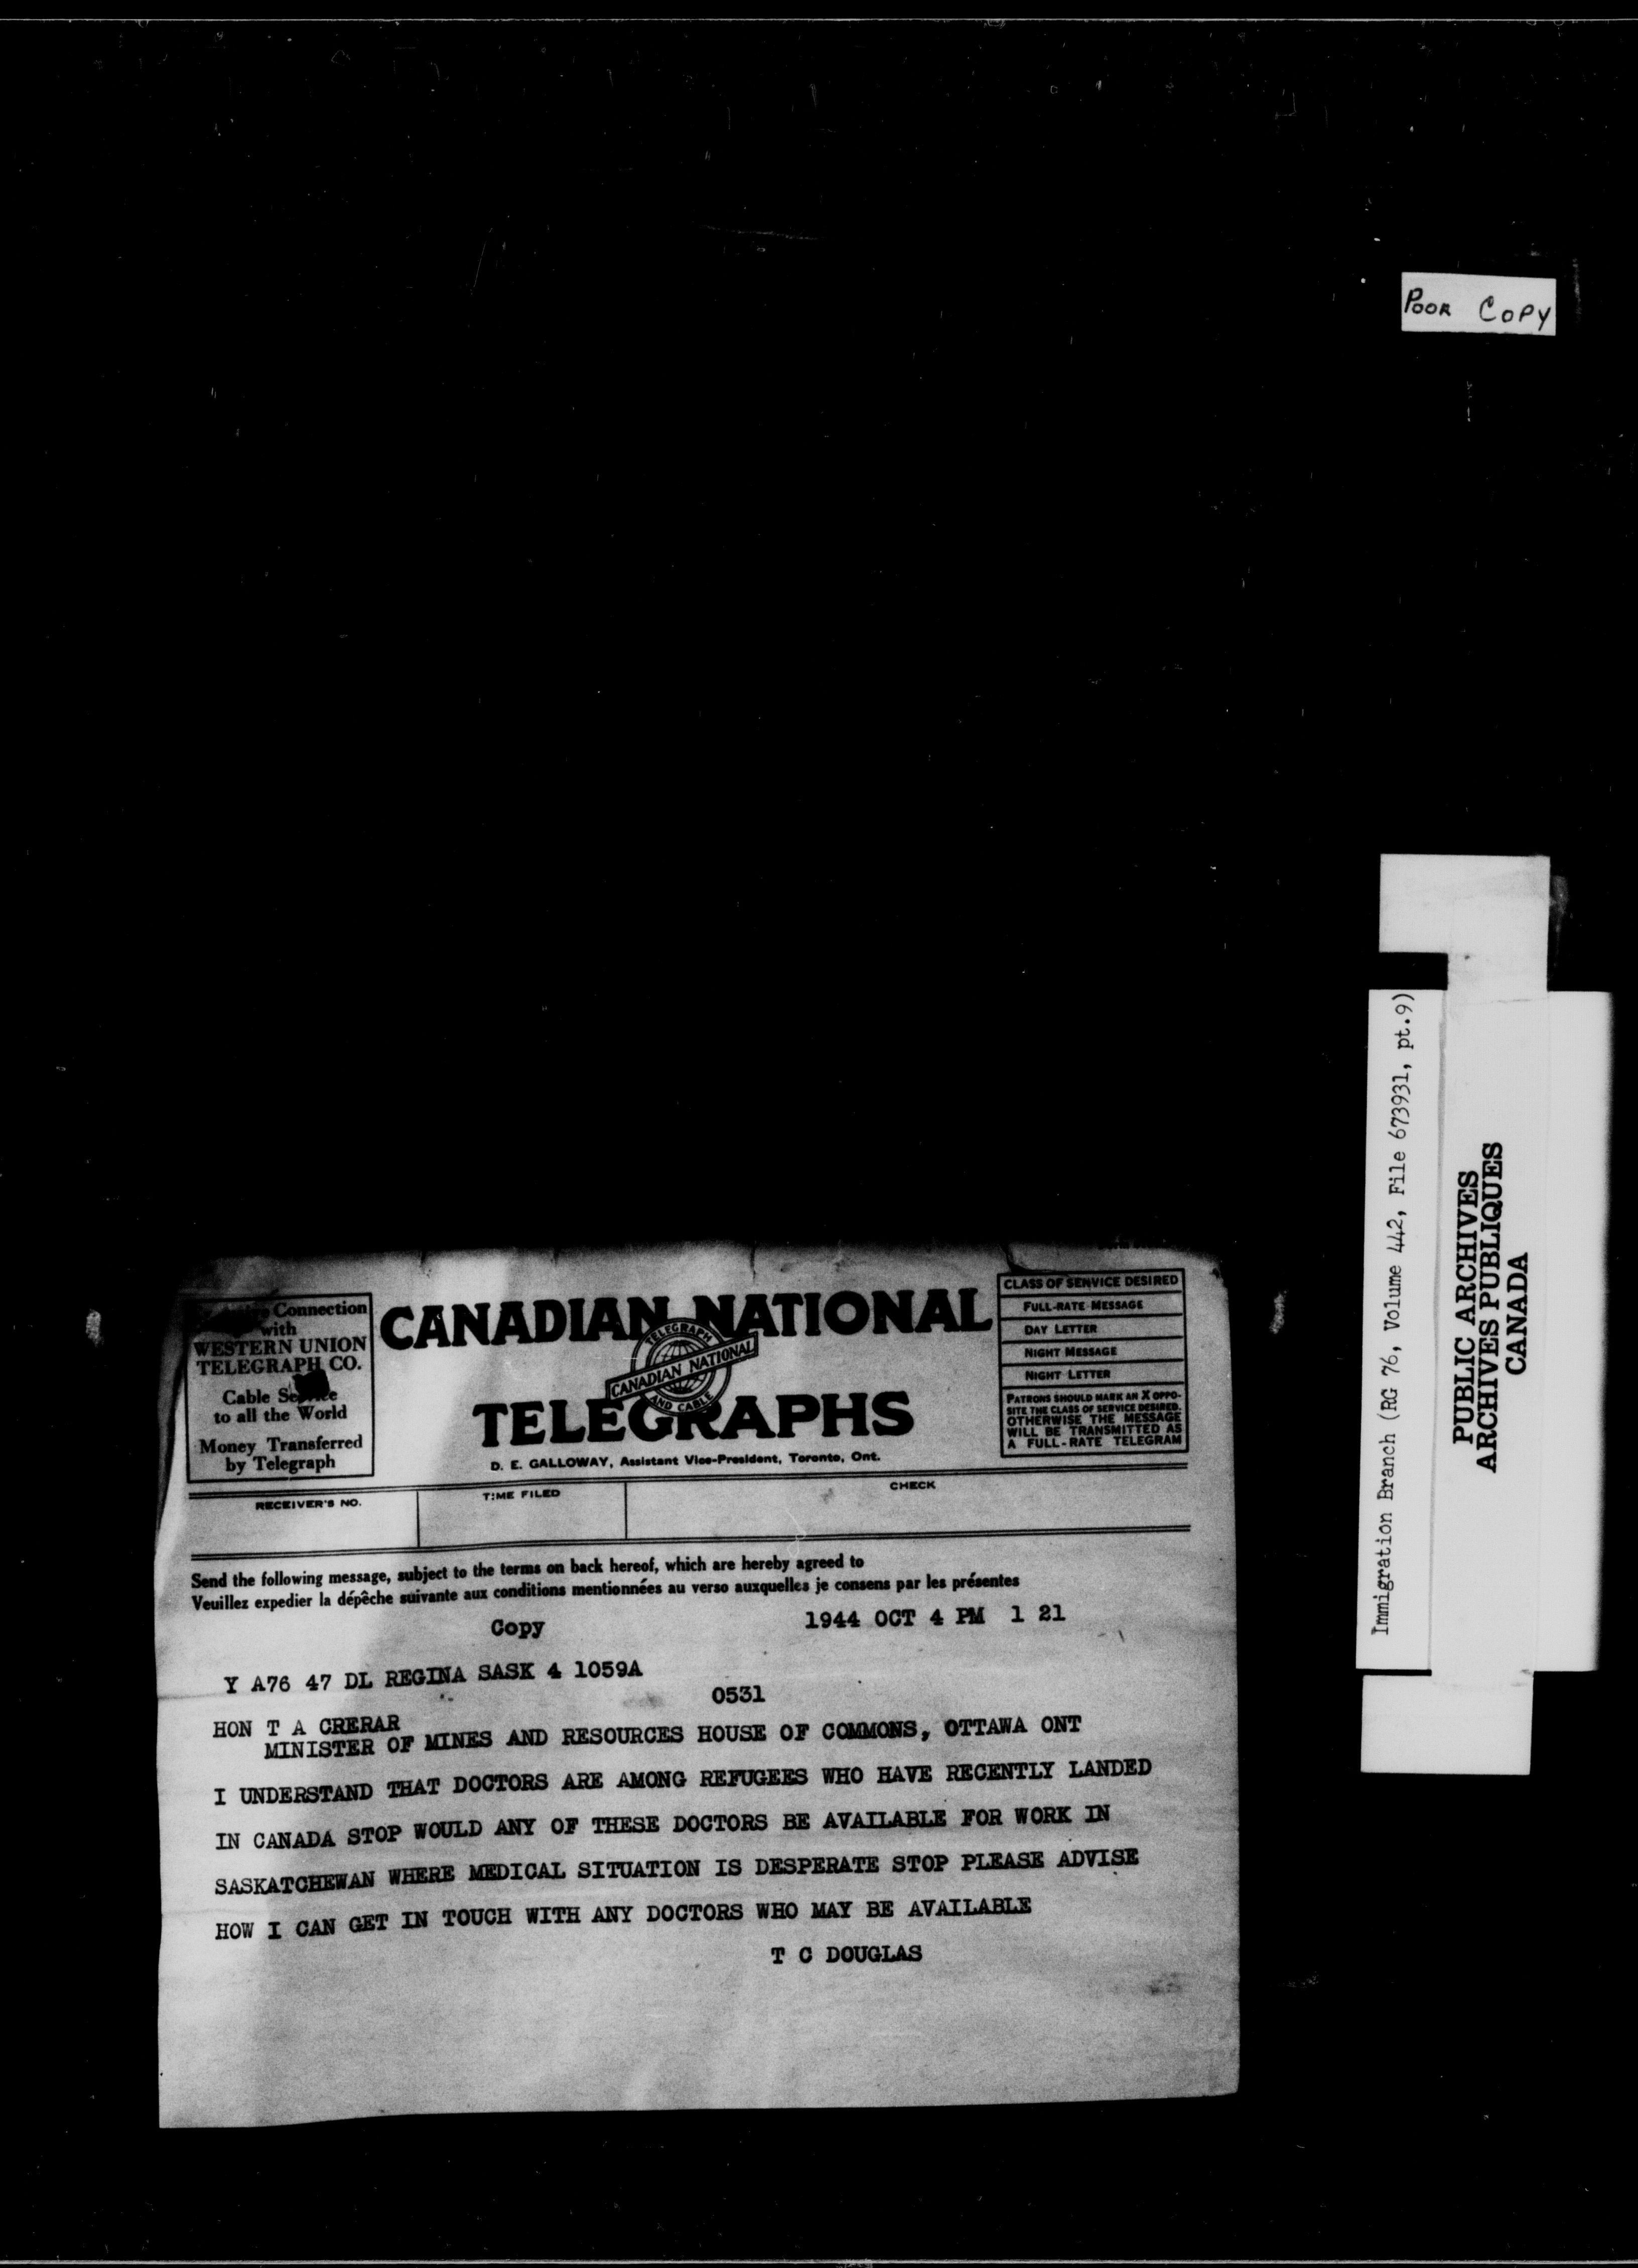 POOR COPY
Connection
with
WESTERN UNION
TELEGRAPH CO.
Cable Service
to all the World
Money Transferred
by Telegraph
CANADIAN NATIONAL
TELEGRAPH
CANADIAN NATIONAL
AND CABLE
TELEGRAPHS
D. E. GALLOWAY, Assistant Vice-President, Toronto, Ont.
CLASS OF SERVICE DESIRED
FULL-RATE MESSAGE
DAY LETTER
NIGHT MESSAGE
NIGHT LETTER
PATRONS SHOULD MARK AN X OPPO-
SITE THE CLASS OF SERVICE DESIRED.
OTHERWISE THE MESSAGE
WILL BE TRANSMITTED AS
A FULL-RATE TELEGRAM
RECEIVER'S NO.
TIME FILED
CHECK
Send the following message, subject to the terms on back hereof, which are hereby agreed to
Veuillez expedier la dépêche suivante aux conditions mentionnées au verso auxquelles je consens par les présentes
Copy
1944 OCT 4 PM 1 21
Y A76 47 DL REGINA SASK 4 1059A
0531
HON T A CRERAR
MINISTER OF MINES AND RESOURCES HOUSE OF COMMONS, OTTAWA ONT
I UNDERSTAND THAT DOCTORS ARE AMONG REFUGEES WHO HAVE RECENTLY LANDED
IN CANADA STOP WOULD ANY OF THESE DOCTORS BE AVAILABLE FOR WORK IN
SASKATCHEWAN WHERE MEDICAL SITUATION IS DESPERATE STOP PLEASE ADVISE
HOW I CAN GET IN TOUCH WITH ANY DOCTORS WHO MAY BE AVAILABLE
T C DOUGLAS
Immigration Branch (RG 76, Volume 442, File 673931, pt.9)
PUBLIC ARCHIVES
ARCHIVES PUBLIQUES
CANADA